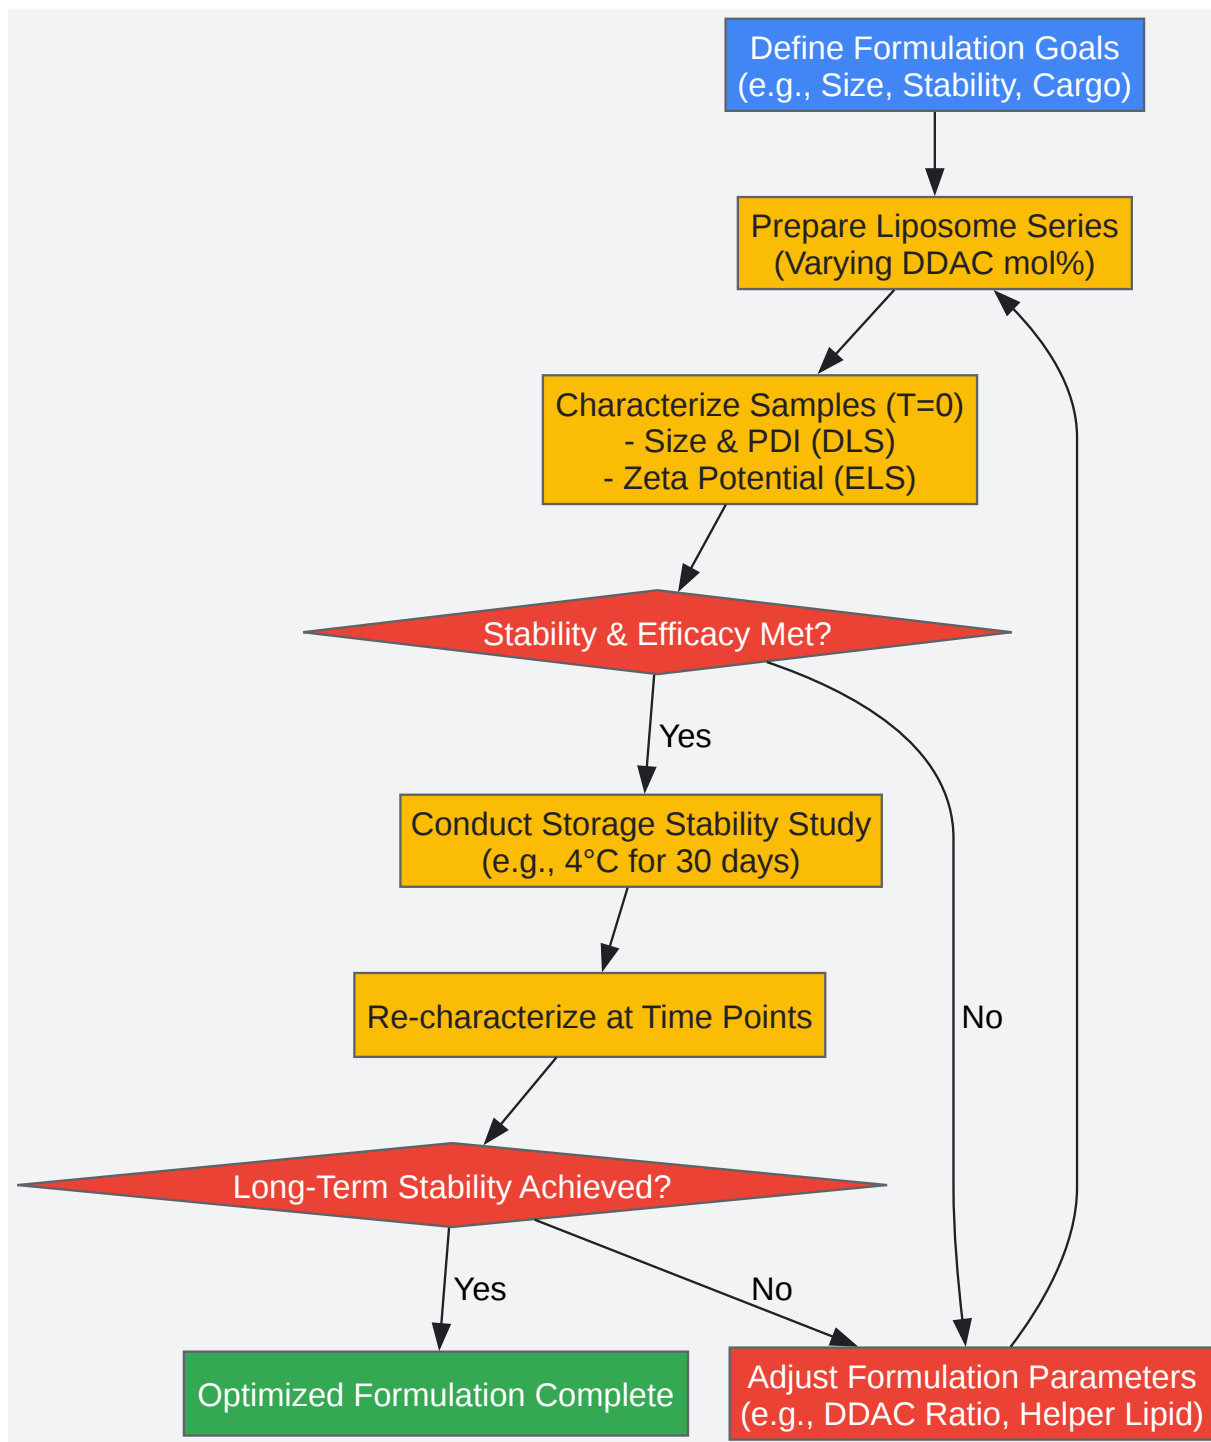 Define Formulation Goals
(e.g., Size, Stability, Cargo)
Prepare Liposome Series
(Varying DDAC mol%)
Characterize Samples (T=0)
- Size & PDI (DLS)
- Zeta Potential (ELS)
Stability & Efficacy Met?
Yes
Conduct Storage Stability Study
(e.g., 4°C for 30 days)
Re-characterize at Time Points
No
Long-Term Stability Achieved?
Yes
No
Optimized Formulation Complete
Adjust Formulation Parameters
(e.g., DDAC Ratio, Helper Lipid)